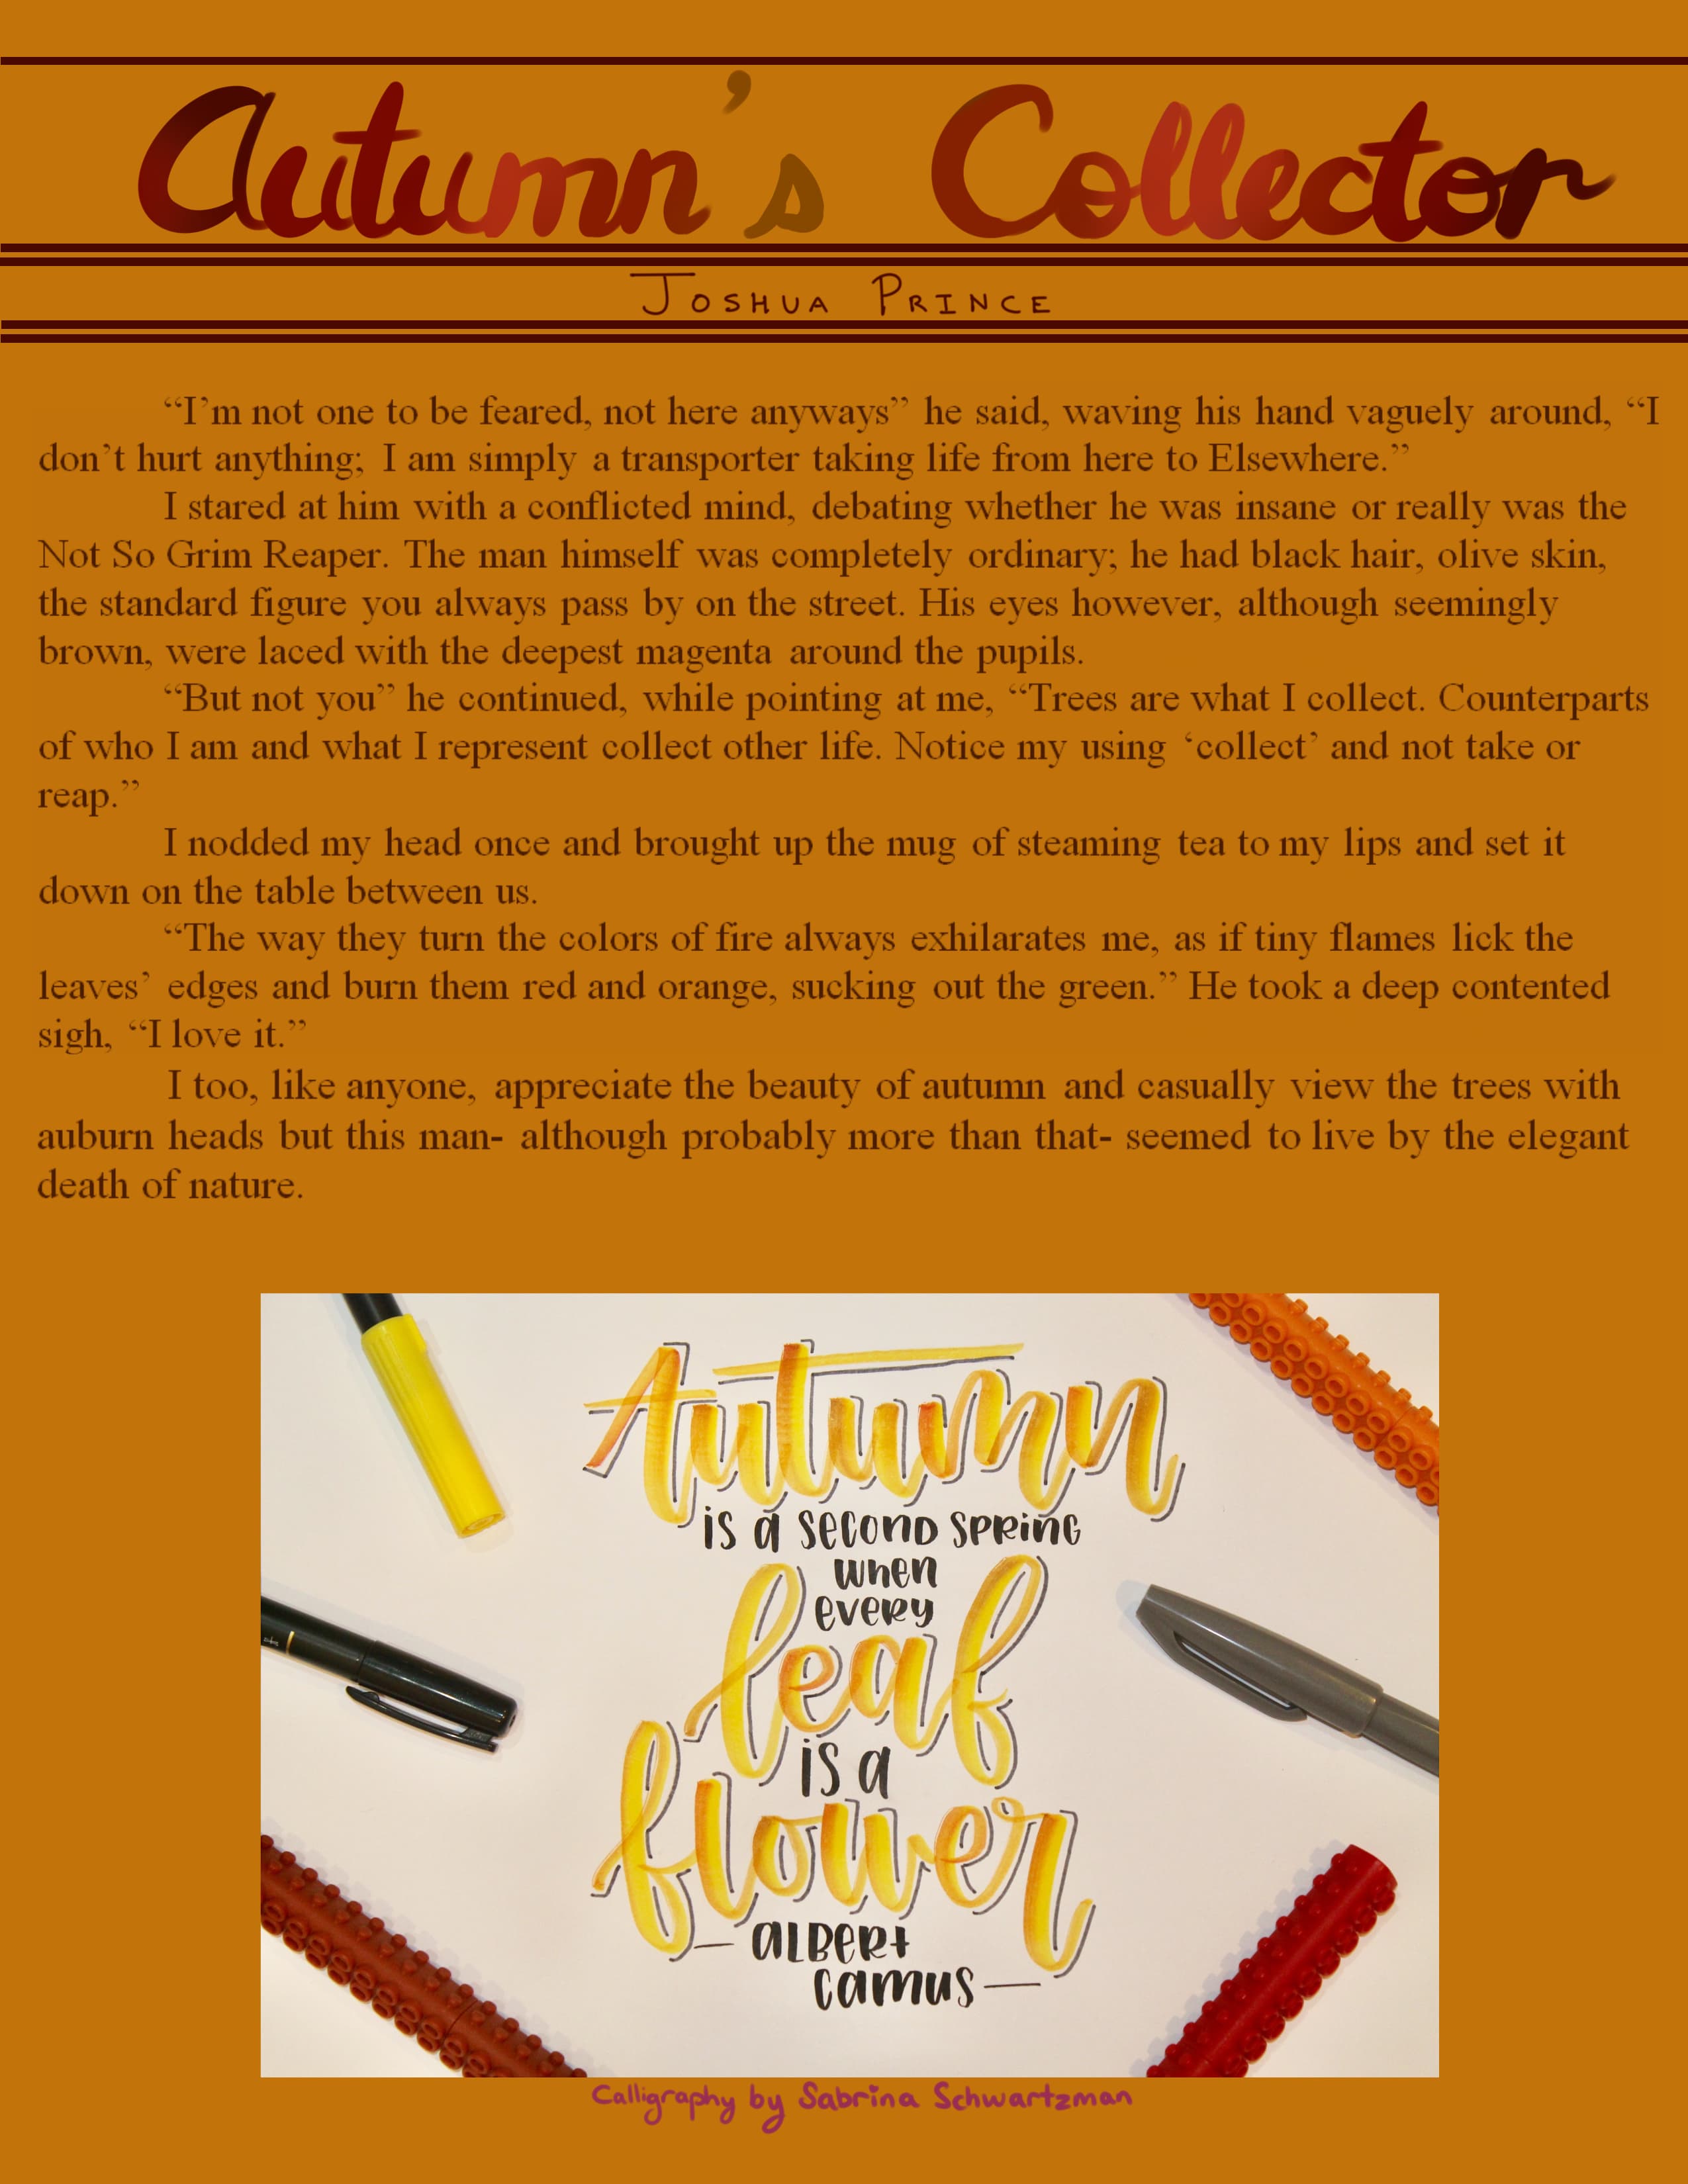 Autumn's Collector
JOSHUA PRINCE
“I’m not one to be feared, not here anyways” he said, waving his hand vaguely around, “I
don’t hurt anything; I am simply a transporter taking life from here to Elsewhere.”
I stared at him with a conflicted mind, debating whether he was insane or really was the
Not So Grim Reaper. The man himself was completely ordinary; he had black hair, olive skin,
the standard figure you always pass by on the street. His eyes however, although seemingly
brown, were laced with the deepest magenta around the pupils.
“But not you” he continued, while pointing at me, “Trees are what I collect. Counterparts
of who I am and what I represent collect other life. Notice my using ‘collect’ and not take or
reap.”
I nodded my head once and brought up the mug of steaming tea to my lips and set it
down on the table between us.
“The way they turn the colors of fire always exhilarates me, as if tiny flames lick the
leaves’ edges and burn them red and orange, sucking out the green.” He took a deep contented
sigh, “I love it.”
I too, like anyone, appreciate the beauty of autumn and casually view the trees with
auburn heads but this man- although probably more than that- seemed to live by the elegant
death of nature.
Autumn
is a second spring
when
every
leaf
is a
flower
— albert
camus —
Calligraphy by Sabrina Schwartzman